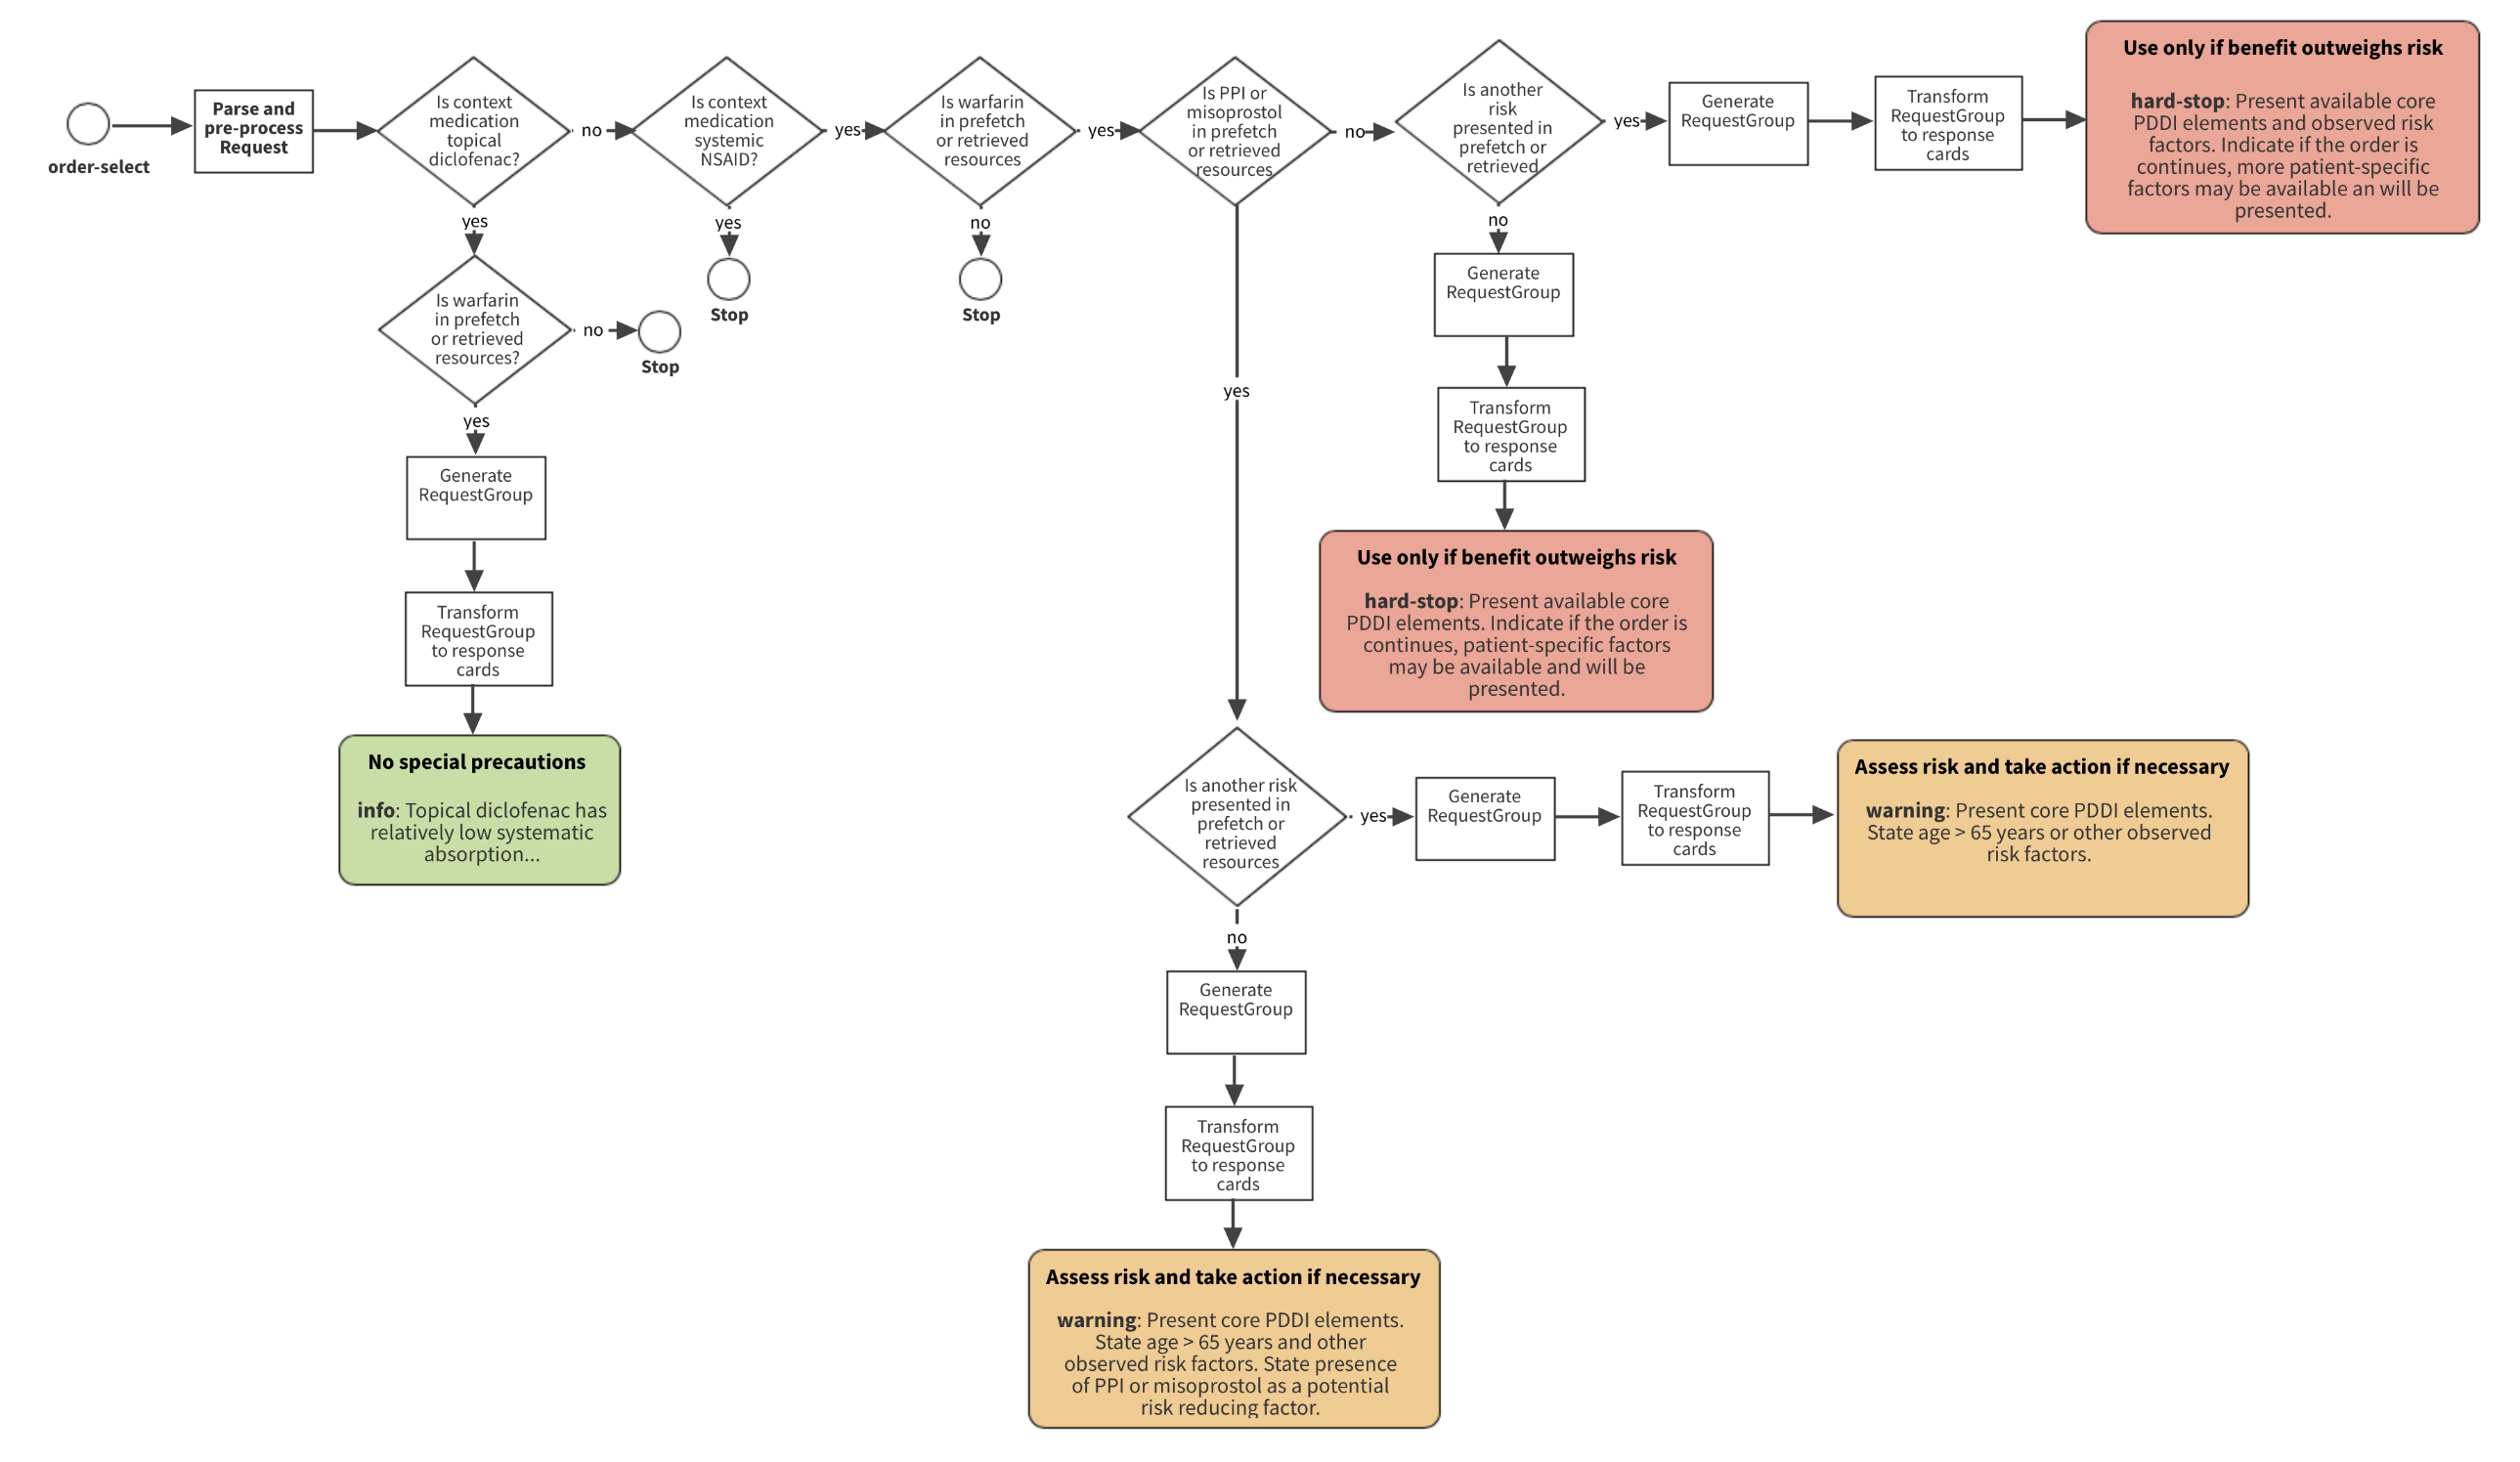 order-select
Parse and
pre-process
Request
Is context
medication
topical
diclofenac?
no
Is context
medication
systemic
NSAID?
yes
Is warfarin
in prefetch
or retrieved
resources
yes
Is PPI or
misoprostol
in prefetch
or retrieved
resources
no
Is another
risk
presented in
prefetch or
retrieved
yes
Generate
RequestGroup
Transform
RequestGroup
to response
cards
Use only if benefit outweighs risk
hard-stop: Present available core
PDDI elements and observed risk
factors. Indicate if the order is
continues, more patient-specific
factors may be available an will be
presented.
yes
Is warfarin
in prefetch
or retrieved
resources?
no
Stop
yes
Stop
no
Stop
yes
Generate
RequestGroup
Transform
RequestGroup
to response
cards
No special precautions
info: Topical diclofenac has
relatively low systematic
absorption...
no
Generate
RequestGroup
Transform
RequestGroup
to response
cards
Use only if benefit outweighs risk
hard-stop: Present available core
PDDI elements. Indicate if the order is
continues, patient-specific factors
may be available and will be
presented.
yes
Is another risk
presented in
prefetch or
retrieved
resources
yes
Generate
RequestGroup
Transform
RequestGroup
to response
cards
Assess risk and take action if necessary
warning: Present core PDDI elements.
State age > 65 years or other observed
risk factors.
no
Generate
RequestGroup
Transform
RequestGroup
to response
cards
Assess risk and take action if necessary
warning: Present core PDDI elements.
State age > 65 years and other
observed risk factors. State presence
of PPI or misoprostol as a potential
risk reducing factor.